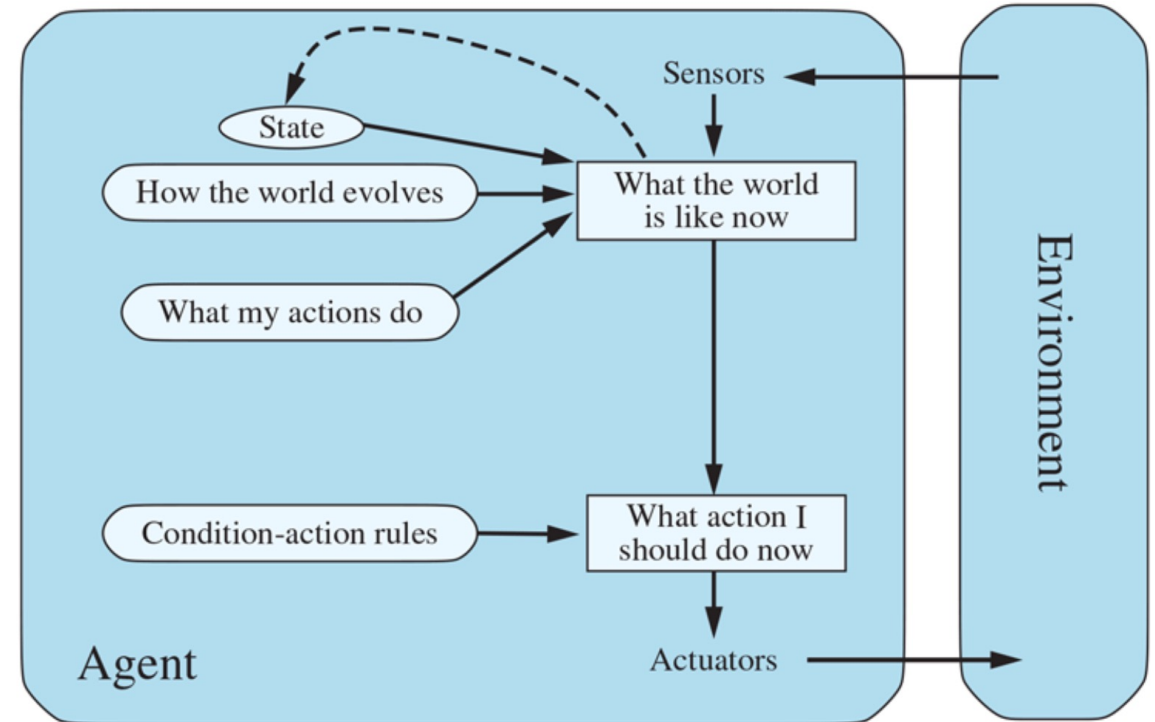 Sensors
State
How the world evolves
What the world
is like now
What my actions do
Condition-action rules
What action I
should do now
Agent
Actuators
Environment